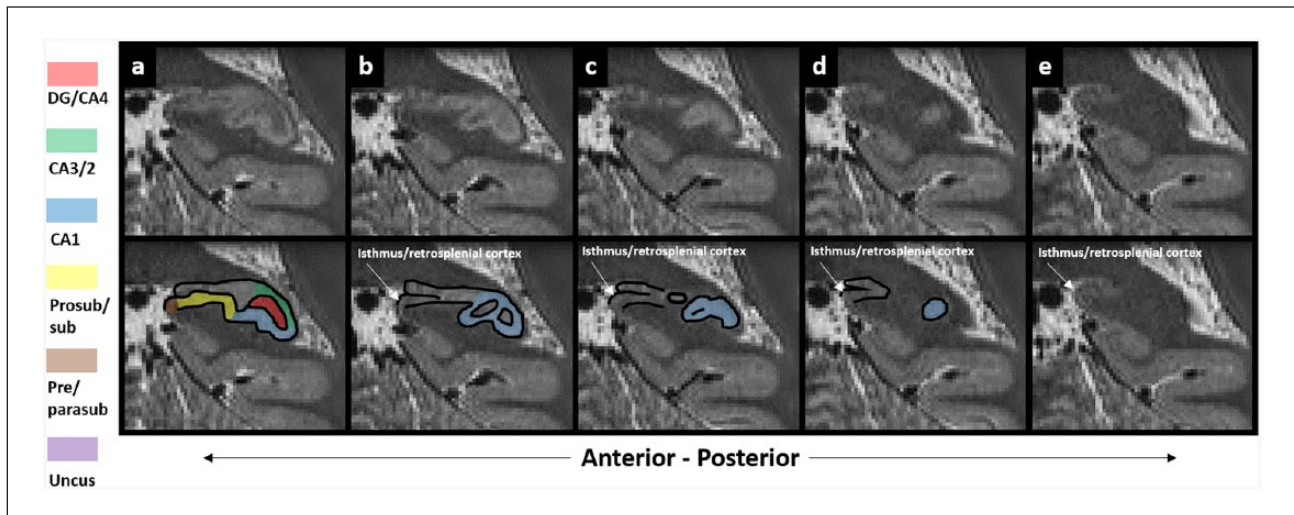 a
b
c
d
e
DG/CA4
CA3/2
CA1
Prosub/
sub
Pre/
parasub
Uncus
Isthmus/retrosplenial cortex
Isthmus/retrosplenial cortex
Isthmus/retrosplenial cortex
Isthmus/retrosplenial cortex
Anterior - Posterior